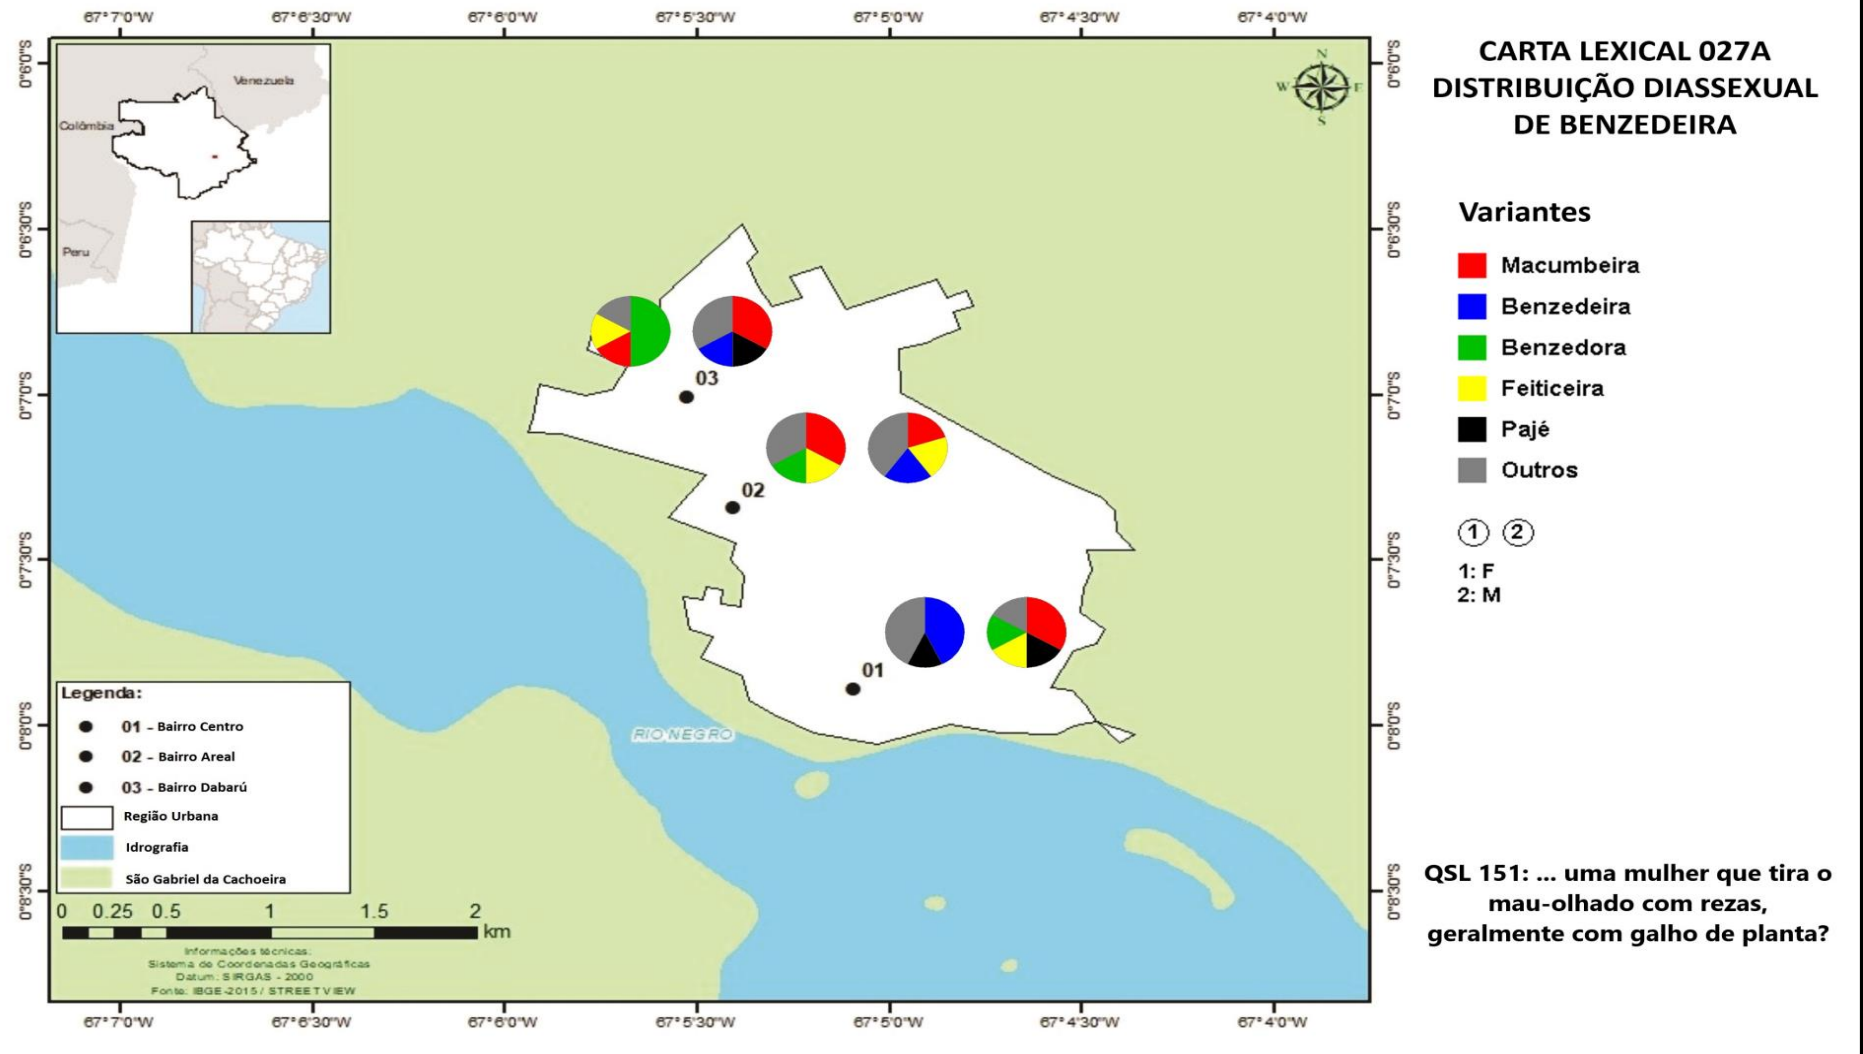 67°7'0"W 67°6'30"W 67°6'0"W 67°5'30"W 67°5'0"W 67°4'30"W 67°4'0"W
CARTA LEXICAL 027A
DISTRIBUIÇÃO DIASSEXUAL
DE BENZEDEIRA
Variantes
Macumbeira
Benzedeira
Benzedora
Feiticeira
Pajé
Outros
1 2
1: F
2: M
QSL 151: ... uma mulher que tira o
mau-olhado com rezas,
geralmente com galho de planta?
0°6'0"S 0°6'0"S
0°6'30"S 0°6'30"S
0°7'0"S 0°7'0"S
0°7'30"S 0°7'30"S
0°8'0"S 0°8'0"S
0°8'30"S 0°8'30"S
N
W E
S
Venezuela
Colômbia
Peru
03
02
01
RIO NEGRO
Legenda:
01 - Bairro Centro
02 - Bairro Areal
03 - Bairro Dabarú
Região Urbana
Idrografia
São Gabriel da Cachoeira
0 0.25 0.5 1 1.5 2
km
Informações técnicas:
Sistema de Coordenadas Geográficas
Datum: SIRGAS - 2000
Fonte: IBGE-2015 / STREET VIEW
67°7'0"W 67°6'30"W 67°6'0"W 67°5'30"W 67°5'0"W 67°4'30"W 67°4'0"W